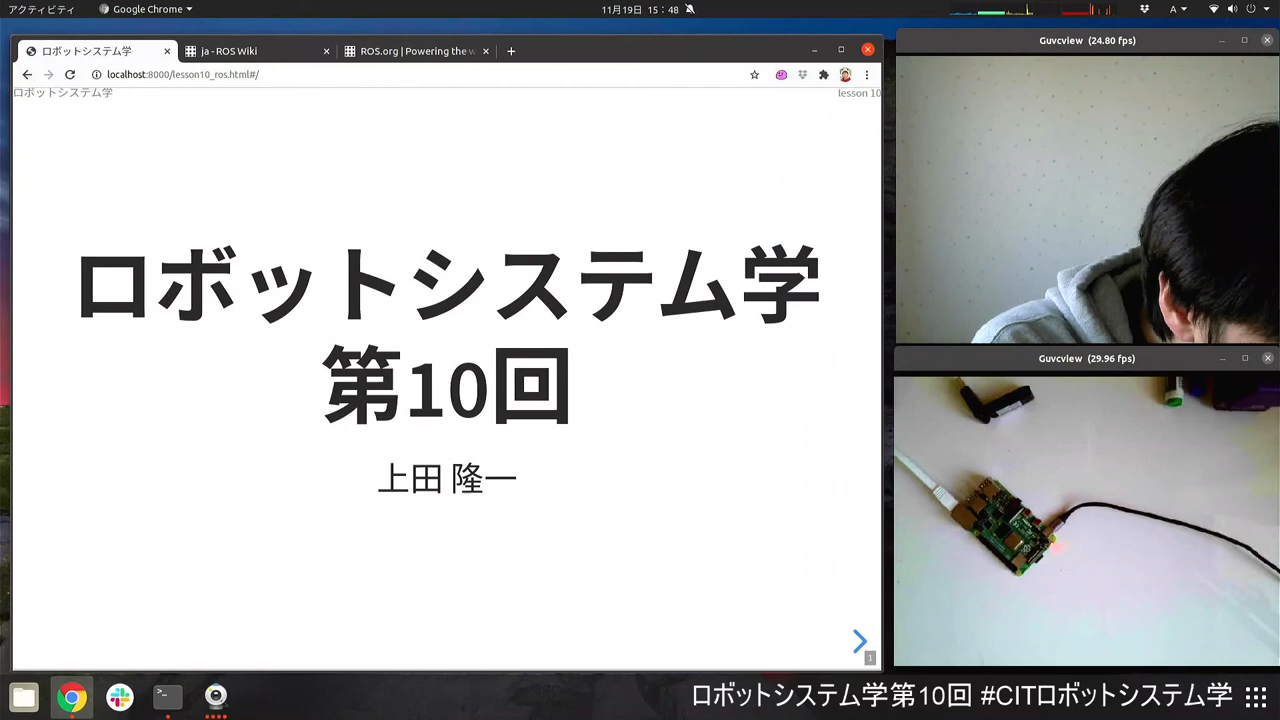 アクティビティ
Google Chrome
11月19日 15：48
A
ロボットシステム学
ja - ROS Wiki
ROS.org | Powering the w
localhost:8000/lesson10_ros.html#/
ロボットシステム学
lesson 10
ロボットシステム学
第10回
上田 隆一
1
Guvcview (24.80 fps)
Guvcview (29.96 fps)
ロボットシステム学第10回 #CITロボットシステム学